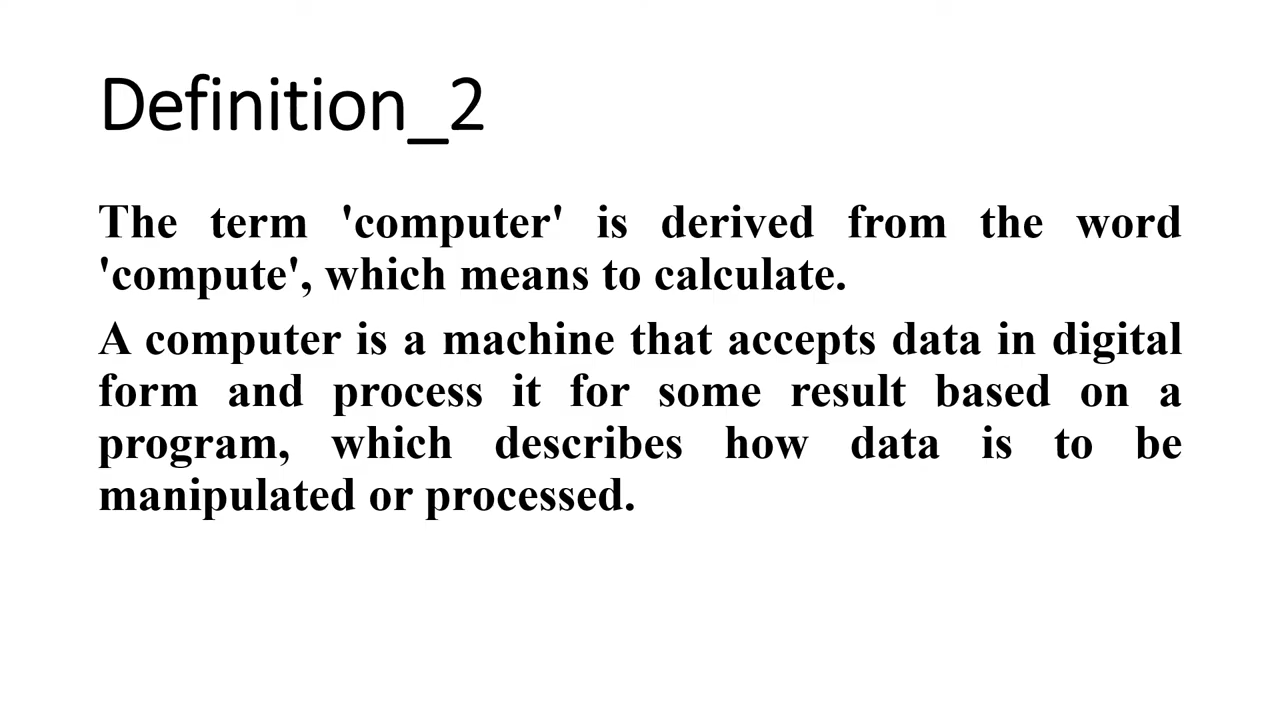 Definition_2
The term 'computer' is derived from the word
'compute', which means to calculate.
A computer is a machine that accepts data in digital
form and process it for some result based on a
program, which describes how data is to be
manipulated or processed.